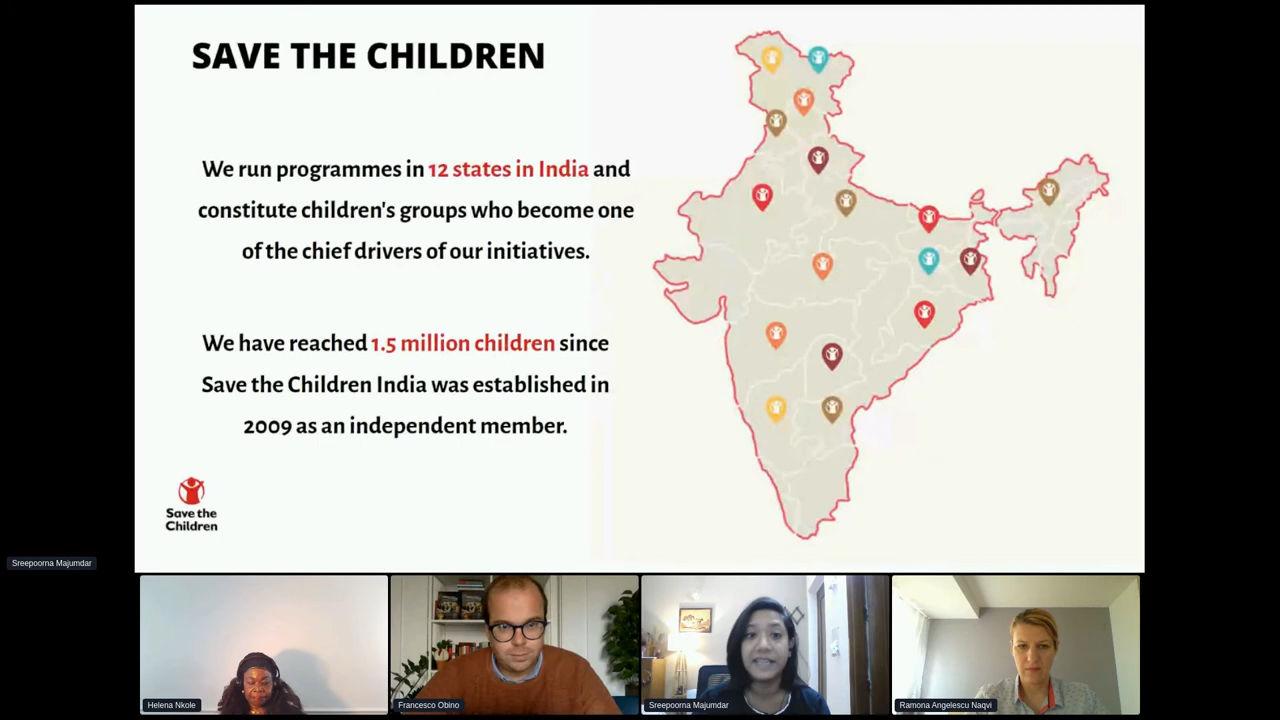 SAVE THE CHILDREN
We run programmes in 12 states in India and
constitute children's groups who become one
of the chief drivers of our initiatives.
We have reached 1.5 million children since
Save the Children India was established in
2009 as an independent member.
Save the
Children
Sreepoorna Majumdar
Helena Nkole
Francesco Obino
Sreepoorna Majumdar
Ramona Angelescu Naqvi